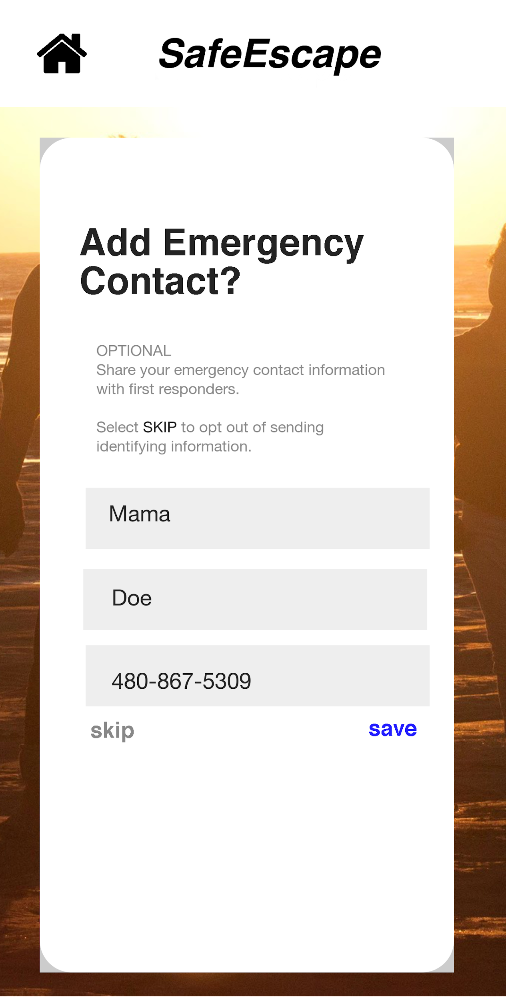 SafeEscape
Add Emergency
Contact?
OPTIONAL
Share your emergency contact information
with first responders.
Select SKIP to opt out of sending
identifying information.
Mama
Doe
480-867-5309
skip
save